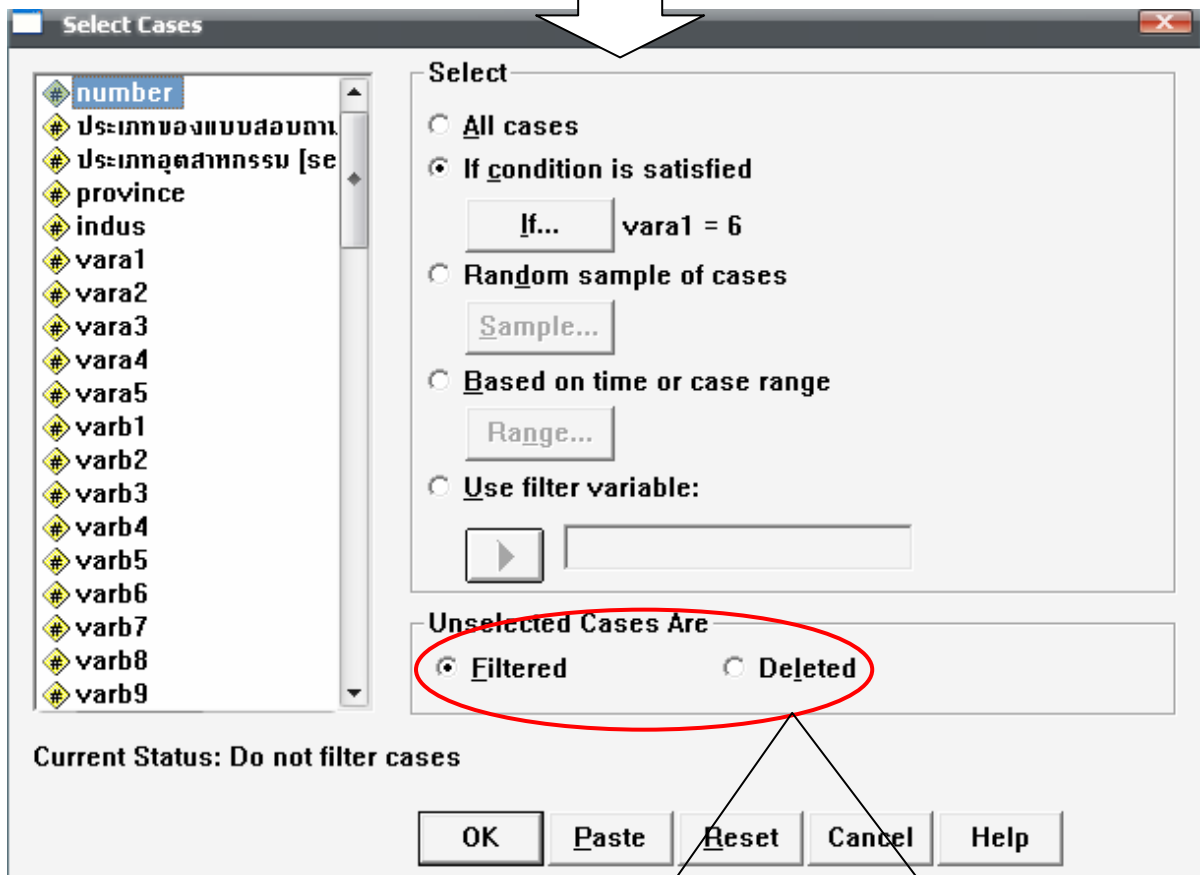 Select Cases
number
ประเภทของแบบสอบถาม
ประเภทอุตสาหกรรม [se
province
indus
vara1
vara2
vara3
vara4
vara5
varb1
varb2
varb3
varb4
varb5
varb6
varb7
varb8
varb9
Select
All cases
If condition is satisfied
If... vara1 = 6
Random sample of cases
Sample...
Based on time or case range
Range...
Use filter variable:
Unselected Cases Are
Filtered Deleted
Current Status: Do not filter cases
OK Paste Reset Cancel Help